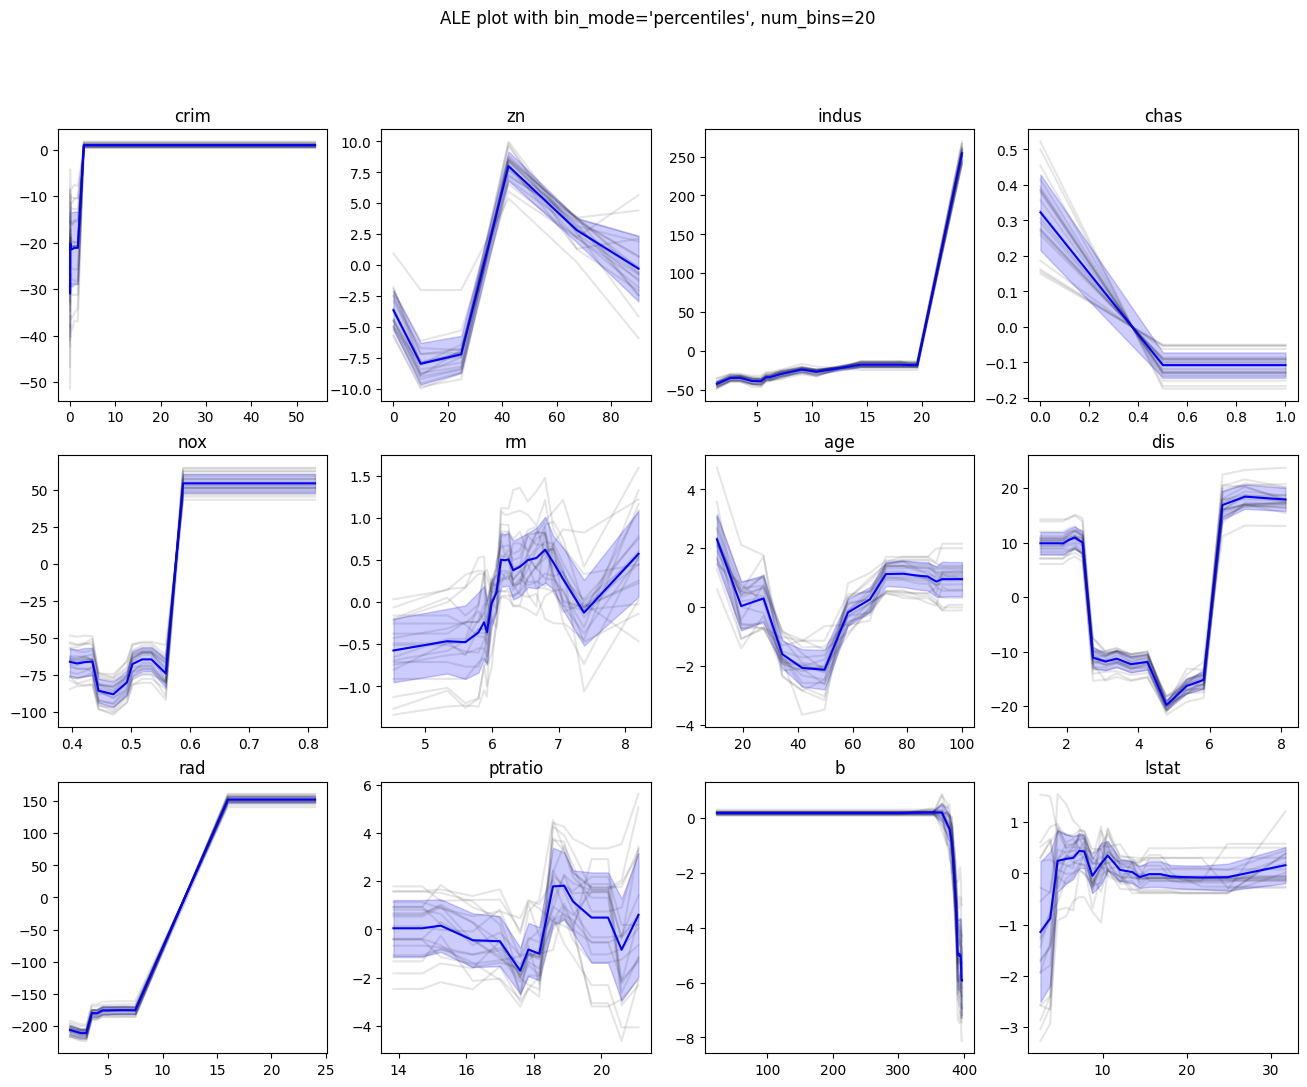 ALE plot with bin_mode='percentiles', num_bins=20
crim zn indus chas
0 10.0 250 0.5
−10 7.5 200 0.4
−20 5.0 150 0.3
−30 2.5 100 0.2
−40 0.0 50 0.1
−50 −2.5 0 0.0
−5.0 −50 −0.1
−7.5 −0.2
−10.0
0 10 20 30 40 50 0 20 40 60 80 5 10 15 20 0.0 0.2 0.4 0.6 0.8 1.0
nox rm age dis
50 1.5 4 20
25 1.0 2 10
0 0.5 0 0
−25 0.0 −2 −10
−50 −0.5 −4 −20
−75 −1.0
−100
0.4 0.5 0.6 0.7 0.8 5 6 7 8 20 40 60 80 100 2 4 6 8
rad ptratio b lstat
150 6 0 1
100 4 −2 0
50 2 −4 −1
0 0 −6 −2
−50 −2 −8 −3
−100 −4
−150
−200
5 10 15 20 25 14 16 18 20 100 200 300 400 10 20 30